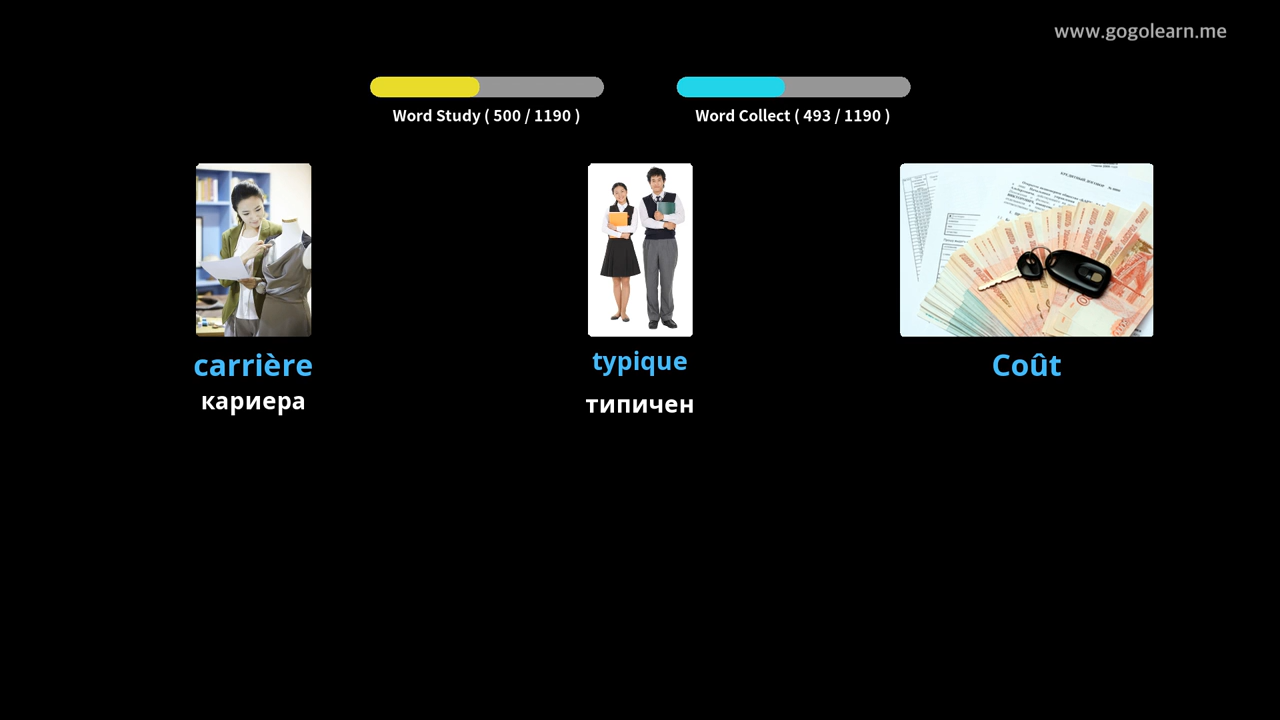 www.gogolearn.me
Word Study ( 500 / 1190 )
Word Collect ( 493 / 1190 )
carrière
кариера
typique
типичен
Coût